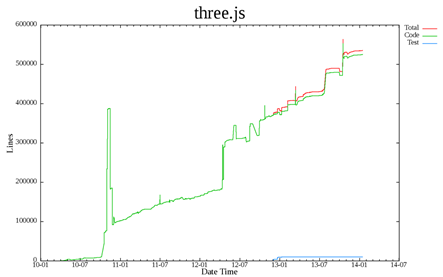 three.js
Total
Code
Test
600000
500000
400000
300000
200000
100000
0
Lines
10-01 10-07 11-01 11-07 12-01 12-07 13-01 13-07 14-01 14-07
Date Time